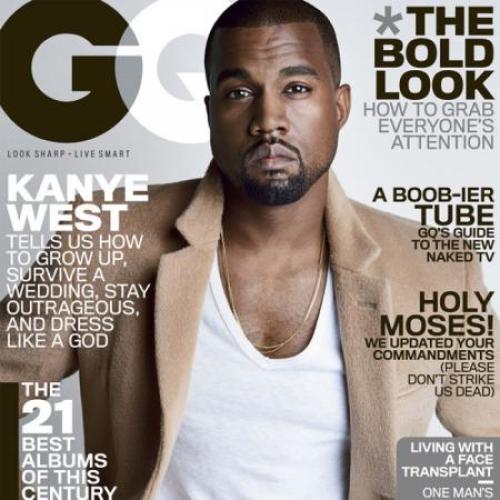 GQ
LOOK SHARP • LIVE SMART
*THE
BOLD
LOOK
HOW TO GRAB
EVERYONE'S
ATTENTION
KANYE
WEST
TELLS US HOW
TO GROW UP,
SURVIVE A
WEDDING, STAY
OUTRAGEOUS,
AND DRESS
LIKE A GOD
A BOOB-IER
TUBE
GQ'S GUIDE
TO THE NEW
NAKED TV
HOLY
MOSES!
WE UPDATED YOUR
COMMANDMENTS
(PLEASE
DON'T STRIKE
US DEAD)
THE
21
BEST
ALBUMS
OF THIS
CENTURY
LIVING WITH
A FACE
TRANSPLANT
ONE MAN'S